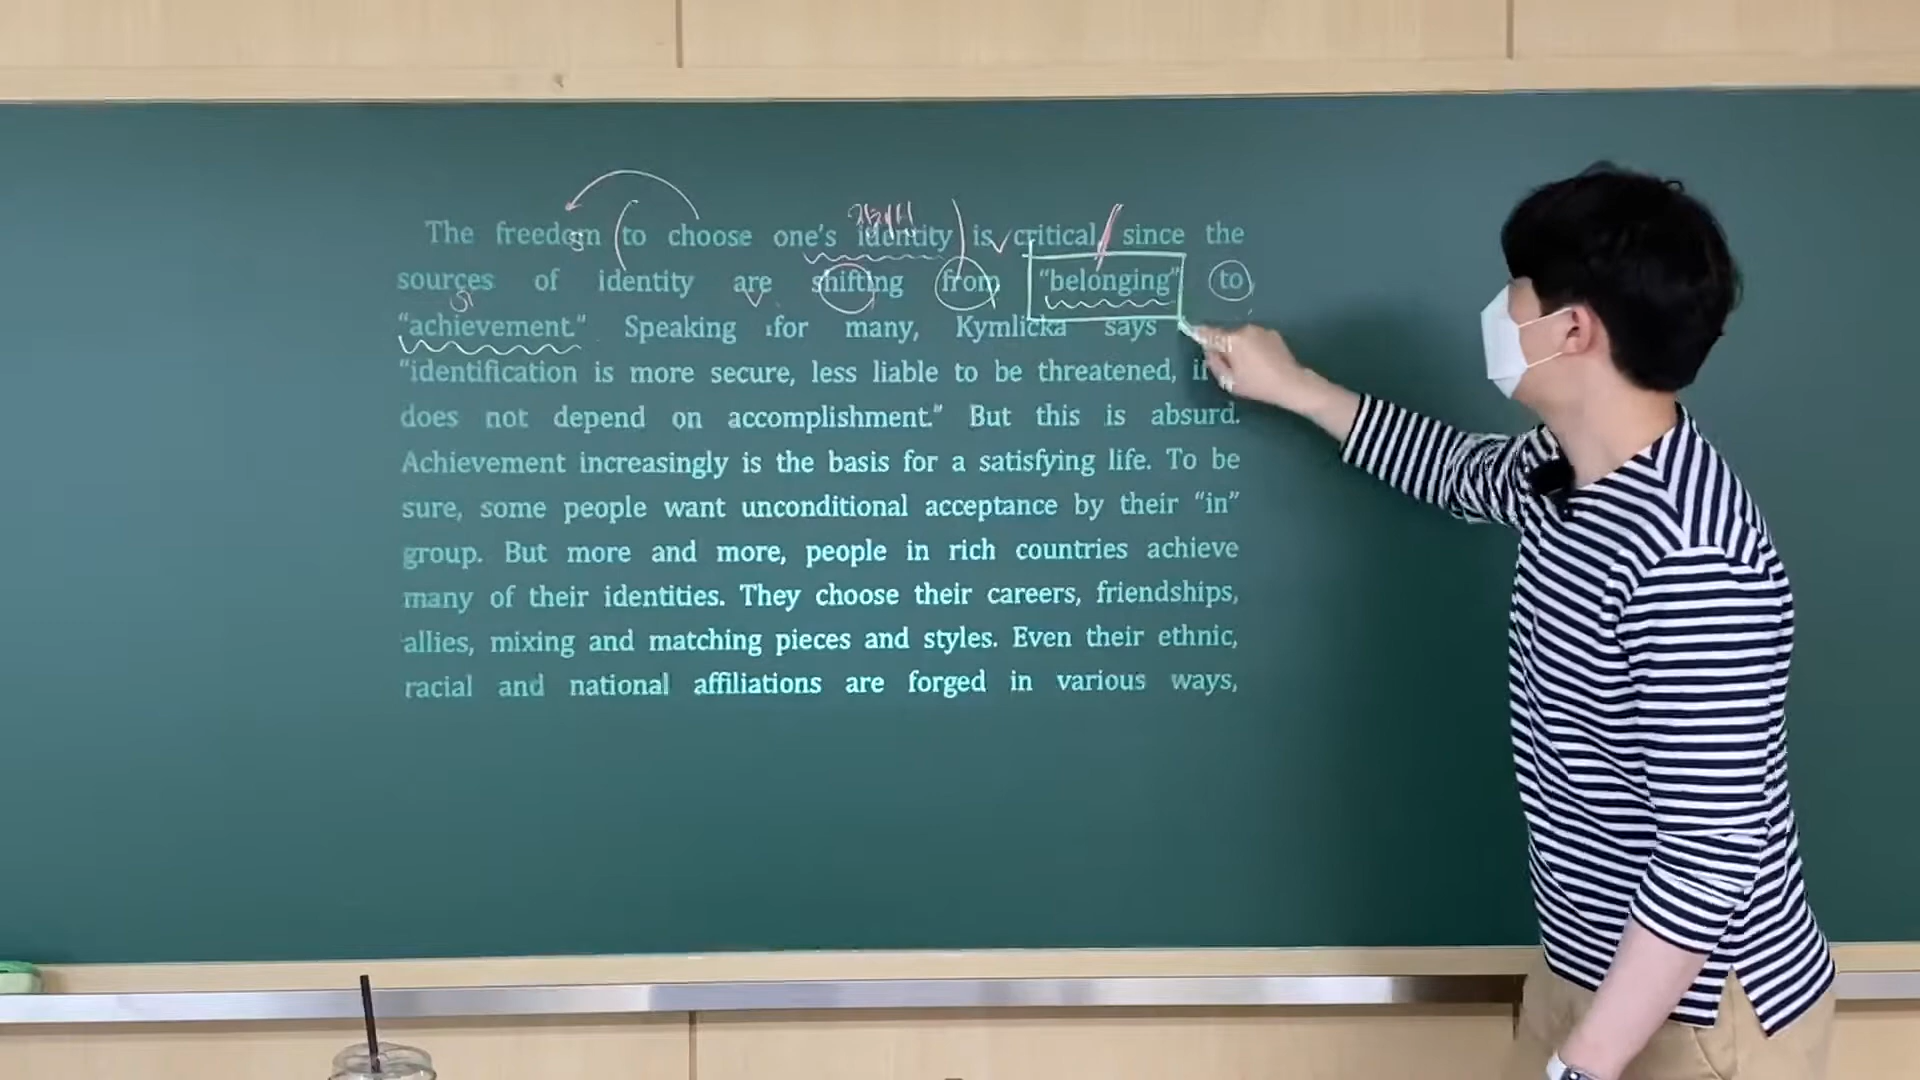 The freedom to choose one's identity is critical, since the
sources of identity are shifting from "belonging" to
"achievement." Speaking for many, Kymlicka says
"identification is more secure, less liable to be threatened, if
does not depend on accomplishment." But this is absurd.
Achievement increasingly is the basis for a satisfying life. To be
sure, some people want unconditional acceptance by their "in"
group. But more and more, people in rich countries achieve
many of their identities. They choose their careers, friendships,
allies, mixing and matching pieces and styles. Even their ethnic,
racial and national affiliations are forged in various ways,